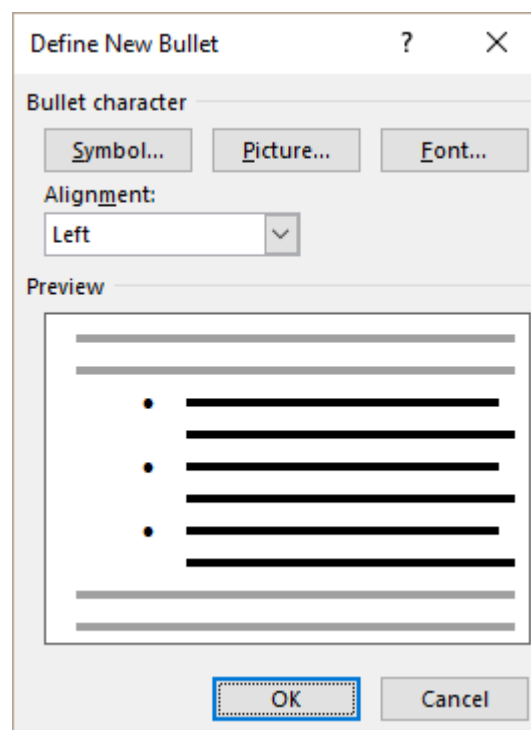 Define New Bullet ?
Bullet character
Symbol... Picture... Font...
Alignment:
Left
Preview
OK Cancel